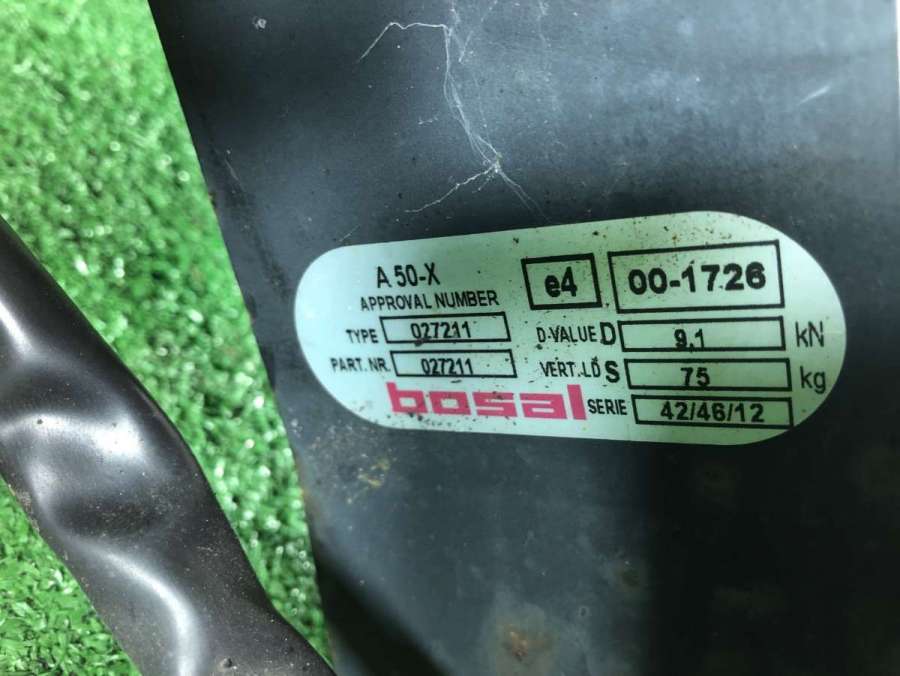 A 50-X
APPROVAL NUMBER e4 00-1726
TYPE 027211 D-VALUE D 9,1 kN
PART. NR. 027211 VERT. LD S 75 kg
bosal SERIE 42/46/12